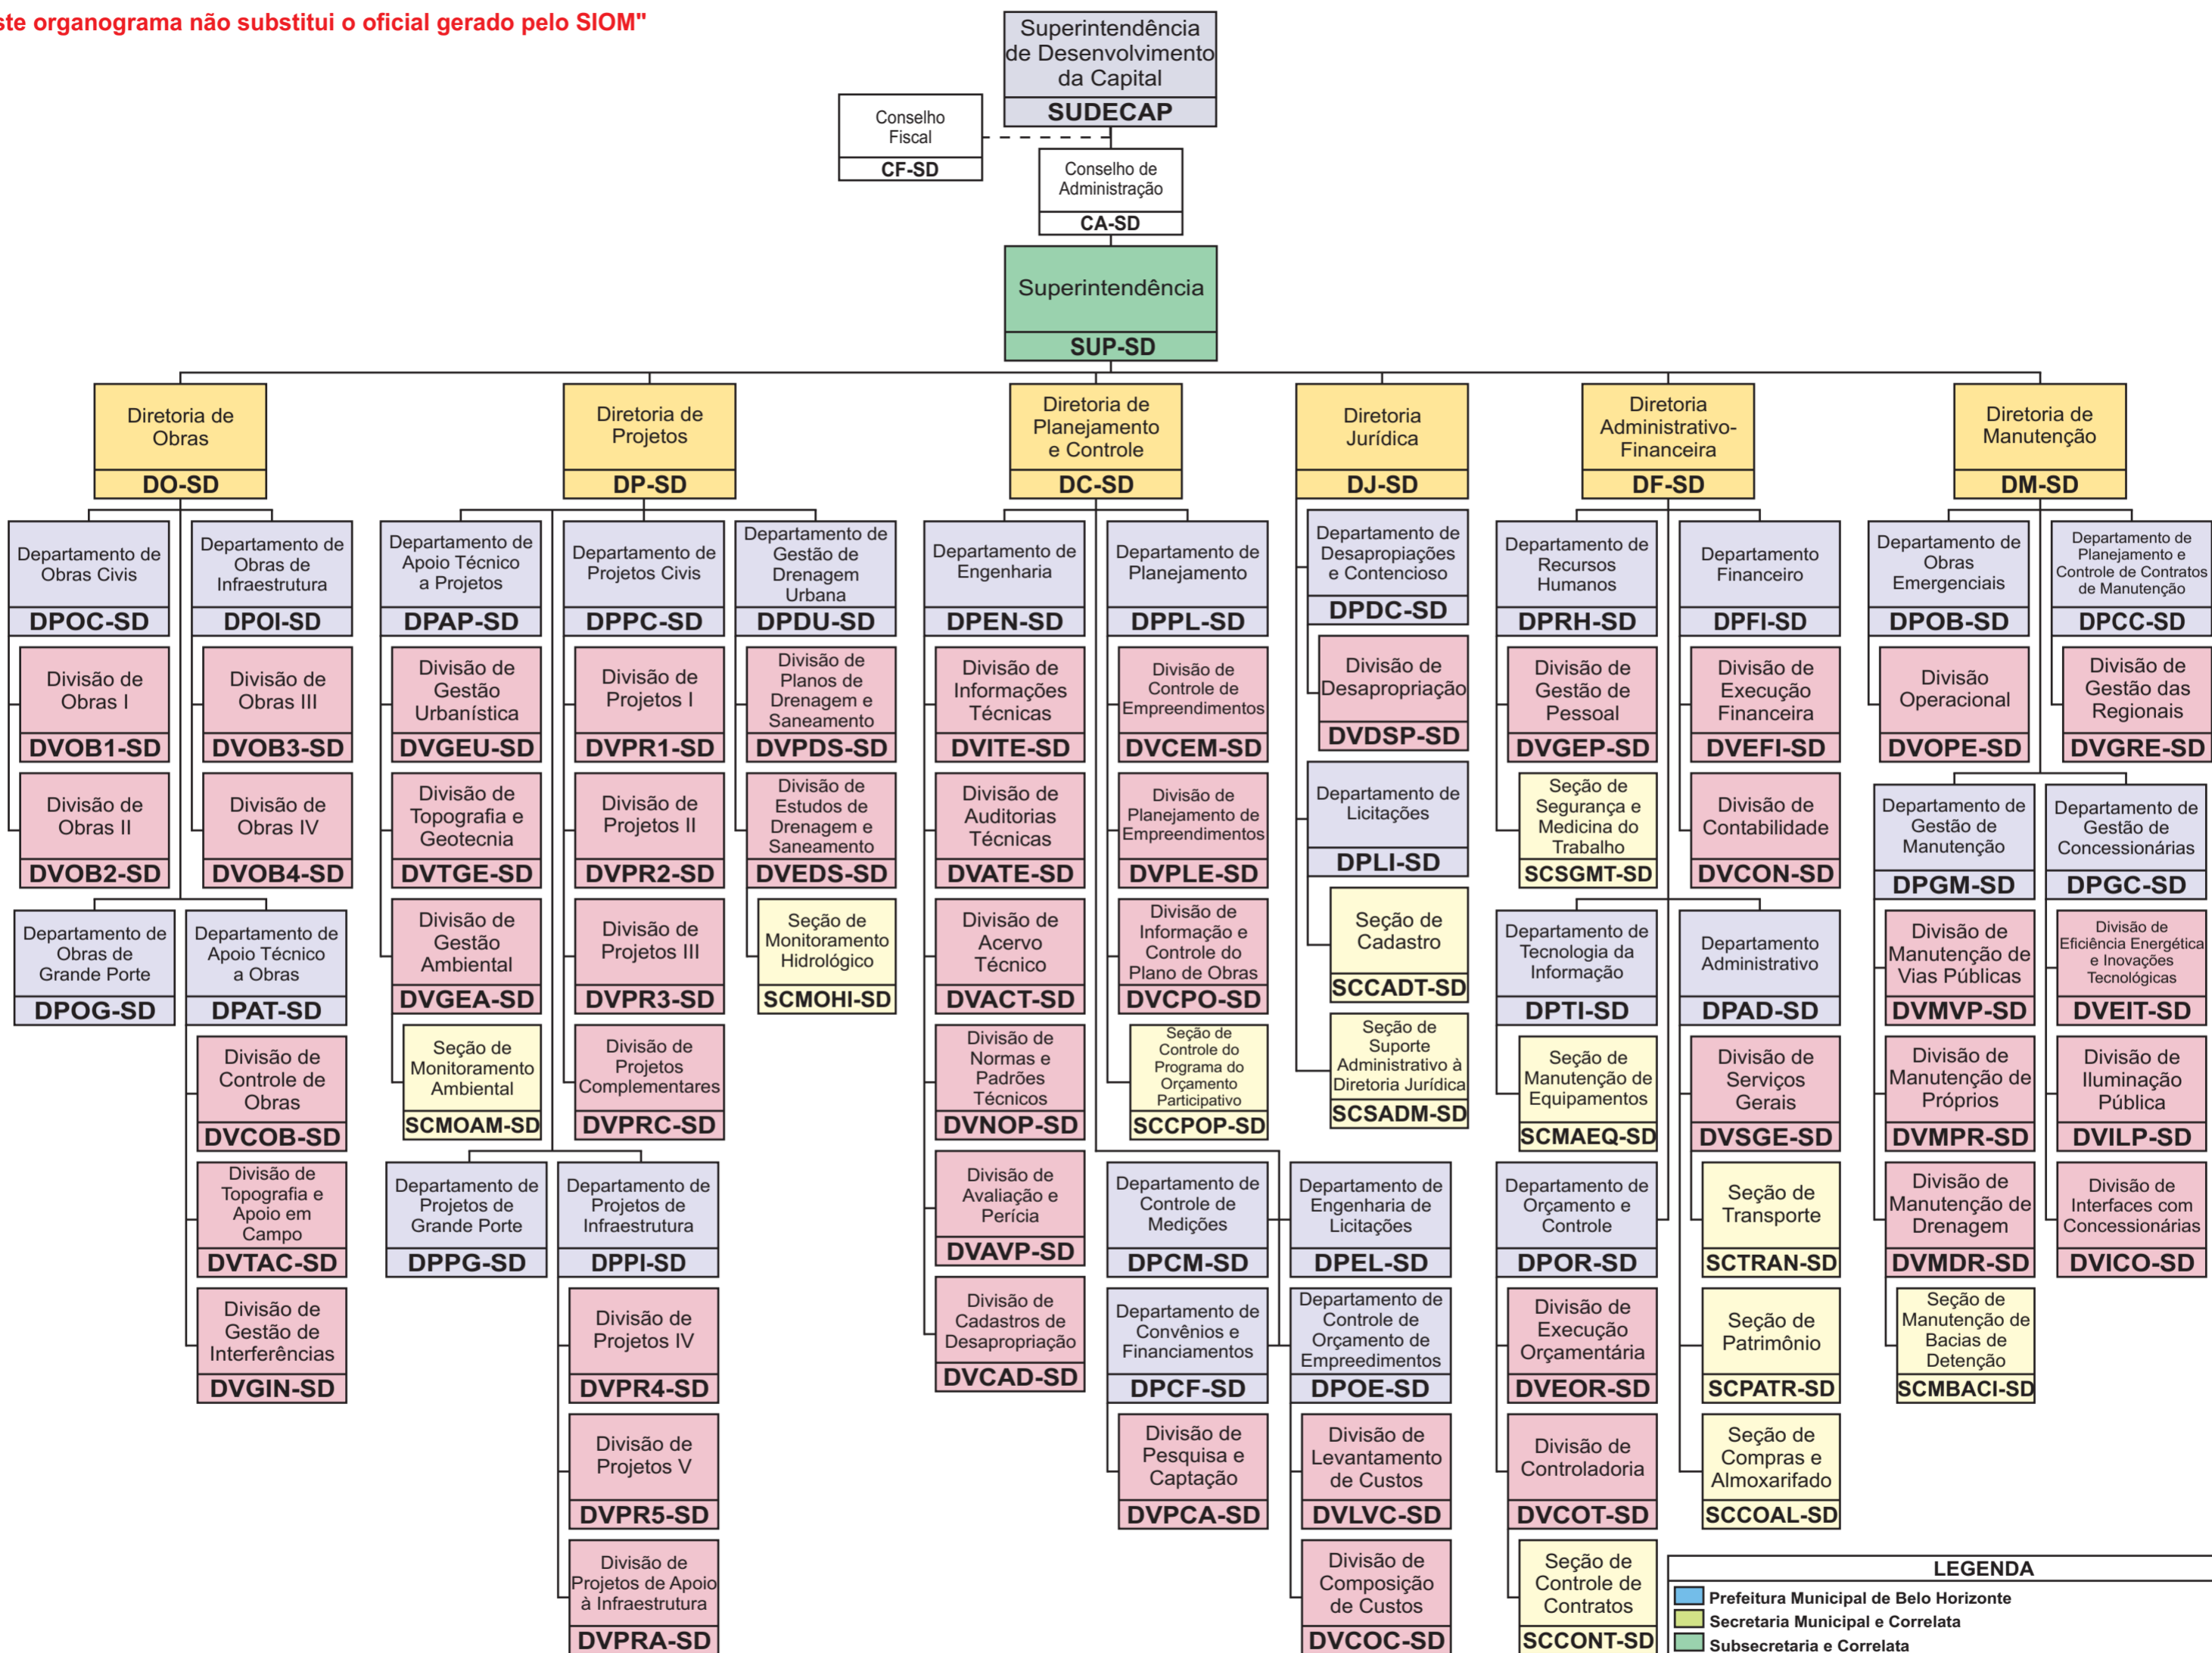 ste organograma não substitui o oficial gerado pelo SIOM"
Superintendência
de Desenvolvimento
da Capital
SUDECAP
Conselho
Fiscal
CF-SD
Conselho de
Administração
CA-SD
Superintendência
SUP-SD
Diretoria de
Obras
DO-SD
Diretoria de
Projetos
DP-SD
Diretoria de
Planejamento
e Controle
DC-SD
Diretoria
Jurídica
DJ-SD
Diretoria
Administrativo-
Financeira
DF-SD
Diretoria de
Manutenção
DM-SD
Departamento de
Obras Civis
DPOC-SD
Divisão de
Obras I
DVOB1-SD
Divisão de
Obras II
DVOB2-SD
Departamento de
Obras de
Infraestrutura
DPOI-SD
Divisão de
Obras III
DVOB3-SD
Divisão de
Obras IV
DVOB4-SD
Departamento de
Obras de
Grande Porte
DPOG-SD
Departamento de
Apoio Técnico
a Obras
DPAT-SD
Divisão de
Controle de
Obras
DVCOB-SD
Divisão de
Topografia e
Apoio em
Campo
DVTAC-SD
Divisão de
Gestão de
Interferências
DVGIN-SD
Departamento de
Apoio Técnico
a Projetos
DPAP-SD
Divisão de
Gestão
Urbanística
DVGEU-SD
Divisão de
Topografia e
Geotecnia
DVTGE-SD
Divisão de
Gestão
Ambiental
DVGEA-SD
Seção de
Monitoramento
Ambiental
SCMOAM-SD
Departamento de
Projetos Civis
DPPC-SD
Divisão de
Projetos I
DVPR1-SD
Divisão de
Projetos II
DVPR2-SD
Divisão de
Projetos III
DVPR3-SD
Divisão de
Projetos
Complementares
DVPRC-SD
Departamento de
Gestão de
Drenagem
Urbana
DPDU-SD
Divisão de
Planos de
Drenagem e
Saneamento
DVPDS-SD
Divisão de
Estudos de
Drenagem e
Saneamento
DVEDS-SD
Seção de
Monitoramento
Hidrológico
SCMOHI-SD
Departamento de
Projetos de
Grande Porte
DPPG-SD
Departamento de
Projetos de
Infraestrutura
DPPI-SD
Divisão de
Projetos IV
DVPR4-SD
Divisão de
Projetos V
DVPR5-SD
Divisão de
Projetos de Apoio
à Infraestrutura
DVPRA-SD
Departamento de
Engenharia
DPEN-SD
Divisão de
Informações
Técnicas
DVITE-SD
Divisão de
Auditorias
Técnicas
DVATE-SD
Divisão de
Acervo
Técnico
DVACT-SD
Divisão de
Normas e
Padrões
Técnicos
DVNOP-SD
Divisão de
Avaliação e
Perícia
DVAVP-SD
Divisão de
Cadastros de
Desapropriação
DVCAD-SD
Departamento de
Planejamento
DPPL-SD
Divisão de
Controle de
Empreendimentos
DVCEM-SD
Divisão de
Planejamento de
Empreendimentos
DVPLE-SD
Divisão de
Informação e
Controle do
Plano de Obras
DVCPO-SD
Seção de
Controle do
Programa do
Orçamento
Participativo
SCCPOP-SD
Departamento de
Controle de
Medições
DPCM-SD
Departamento de
Engenharia de
Licitações
DPEL-SD
Departamento de
Convênios e
Financiamentos
DPCF-SD
Divisão de
Pesquisa e
Captação
DVPCA-SD
Departamento de
Controle de
Orçamento de
Empreedimentos
DPOE-SD
Divisão de
Levantamento
de Custos
DVLVC-SD
Divisão de
Composição
de Custos
DVCOC-SD
Departamento de
Desapropiações
e Contencioso
DPDC-SD
Divisão de
Desapropriação
DVDSP-SD
Departamento de
Licitações
DPLI-SD
Seção de
Cadastro
SCCADT-SD
Seção de
Suporte
Administrativo à
Diretoria Jurídica
SCSADM-SD
Departamento de
Recursos
Humanos
DPRH-SD
Divisão de
Gestão de
Pessoal
DVGEP-SD
Seção de
Segurança e
Medicina do
Trabalho
SCSGMT-SD
Departamento
Financeiro
DPFI-SD
Divisão de
Execução
Financeira
DVEFI-SD
Divisão de
Contabilidade
DVCON-SD
Departamento de
Tecnologia da
Informação
DPTI-SD
Seção de
Manutenção de
Equipamentos
SCMAEQ-SD
Departamento
Administrativo
DPAD-SD
Divisão de
Serviços
Gerais
DVSGE-SD
Seção de
Transporte
SCTRAN-SD
Seção de
Patrimônio
SCPATR-SD
Seção de
Compras e
Almoxarifado
SCCOAL-SD
Departamento de
Orçamento e
Controle
DPOR-SD
Divisão de
Execução
Orçamentária
DVEOR-SD
Divisão de
Controladoria
DVCOT-SD
Seção de
Controle de
Contratos
SCCONT-SD
Departamento de
Obras
Emergenciais
DPOB-SD
Divisão
Operacional
DVOPE-SD
Departamento de
Planejamento e
Controle de Contratos
de Manutenção
DPCC-SD
Divisão de
Gestão das
Regionais
DVGRE-SD
Departamento de
Gestão de
Manutenção
DPGM-SD
Divisão de
Manutenção de
Vias Públicas
DVMVP-SD
Divisão de
Manutenção de
Próprios
DVMPR-SD
Divisão de
Manutenção de
Drenagem
DVMDR-SD
Seção de
Manutenção de
Bacias de
Detenção
SCMBACI-SD
Departamento de
Gestão de
Concessionárias
DPGC-SD
Divisão de
Eficiência Energética
e Inovações
Tecnológicas
DVEIT-SD
Divisão de
Iluminação
Pública
DVILP-SD
Divisão de
Interfaces com
Concessionárias
DVICO-SD
LEGENDA
Prefeitura Municipal de Belo Horizonte
Secretaria Municipal e Correlata
Subsecretaria e Correlata